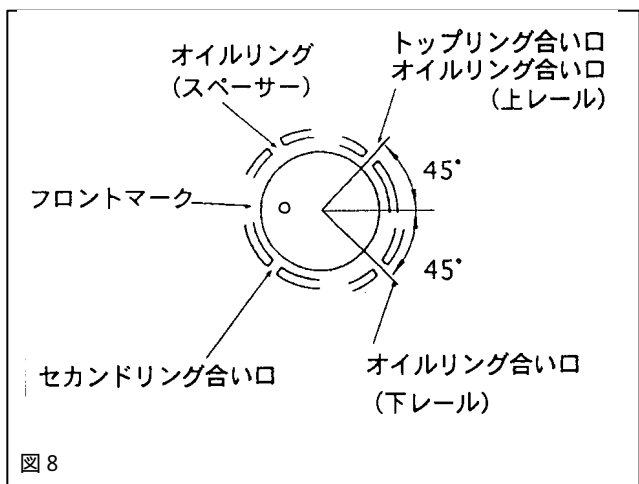 オイルリング
(スペーサー)
トップリング合い口
オイルリング合い口
(上レール)
45°
フロントマーク
45°
セカンドリング合い口
オイルリング合い口
(下レール)
図 8